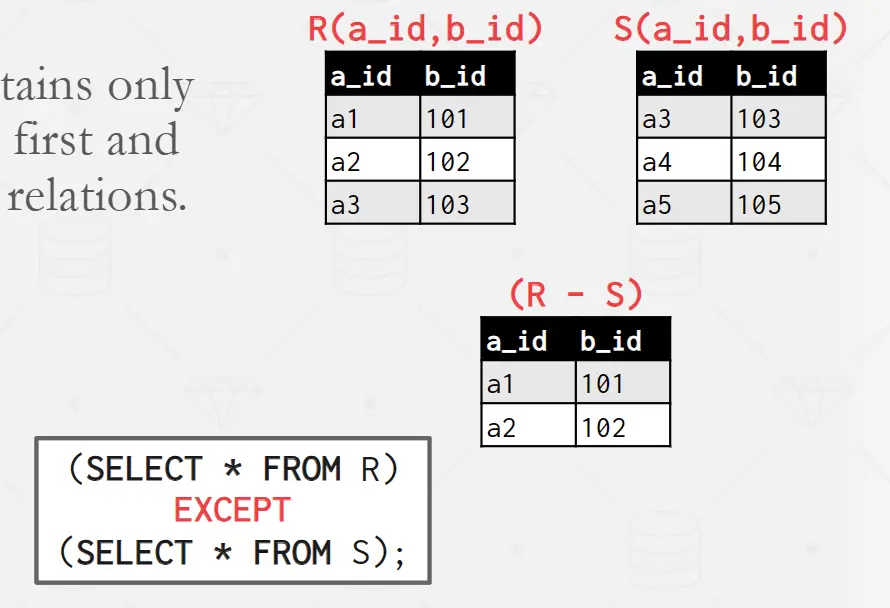 tains only
first and
relations.
R(a_id,b_id)
a_id b_id
a1 101
a2 102
a3 103
S(a_id,b_id)
a_id b_id
a3 103
a4 104
a5 105
(R - S)
a_id b_id
a1 101
a2 102
(SELECT * FROM R)
EXCEPT
(SELECT * FROM S);